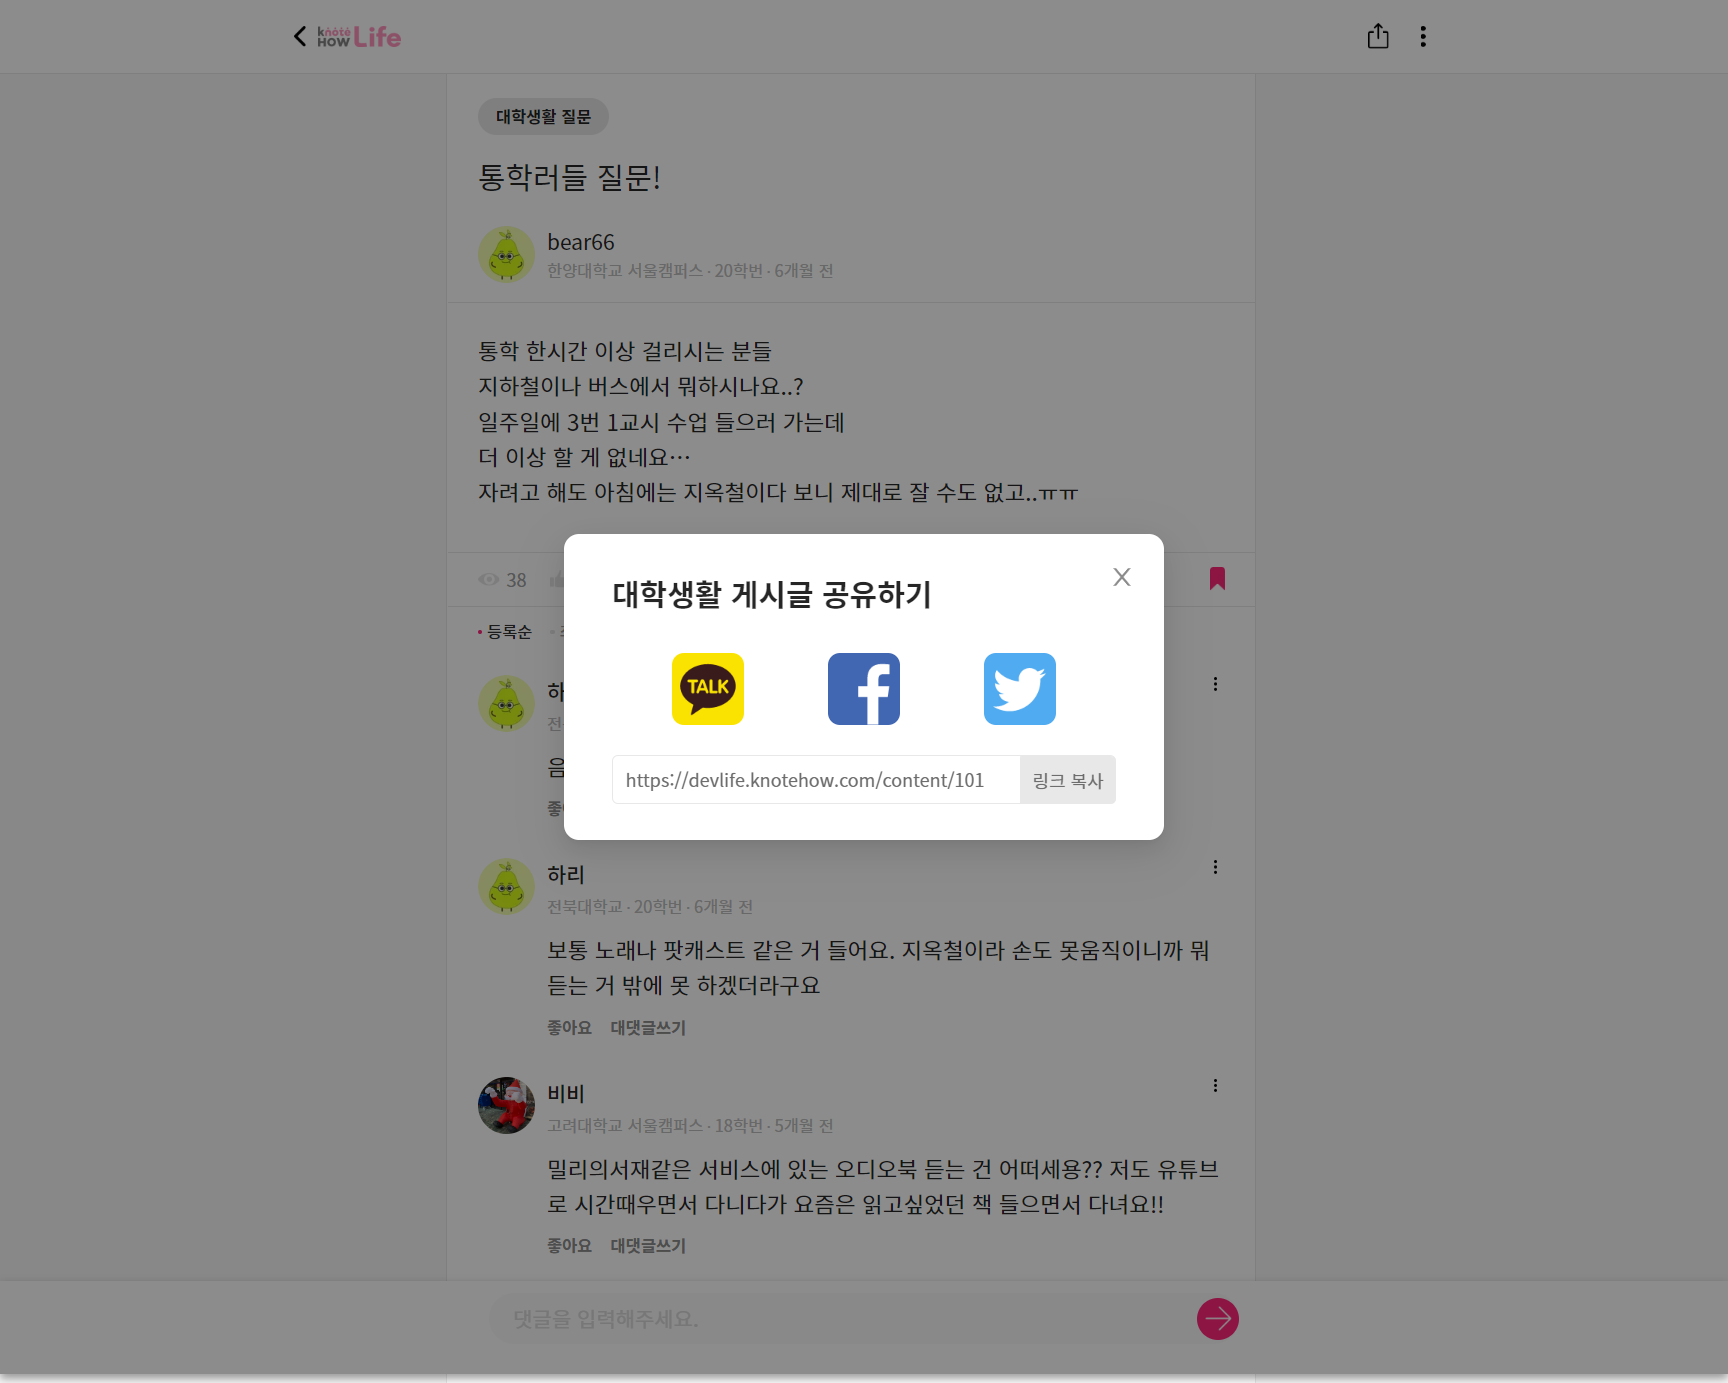 knoté
HOW Life
대학생활 질문
통학러들 질문!
bear66
한양대학교 서울캠퍼스 · 20학번 · 6개월 전
통학 한시간 이상 걸리시는 분들
지하철이나 버스에서 뭐하시나요..?
일주일에 3번 1교시 수업 들으러 가는데
더 이상 할 게 없네요…
자려고 해도 아침에는 지옥철이다 보니 제대로 잘 수도 없고..ㅠㅠ
38
• 등록순
대학생활 게시글 공유하기
X
TALK
https://devlife.knotehow.com/content/101
링크 복사
하리
전북대학교 · 20학번 · 6개월 전
보통 노래나 팟캐스트 같은 거 들어요. 지옥철이라 손도 못움직이니까 뭐
듣는 거 밖에 못 하겠더라구요
좋아요 대댓글쓰기
비비
고려대학교 서울캠퍼스 · 18학번 · 5개월 전
밀리의서재같은 서비스에 있는 오디오북 듣는 건 어떠세용?? 저도 유튜브
로 시간때우면서 다니다가 요즘은 읽고싶었던 책 들으면서 다녀요!!
좋아요 대댓글쓰기
댓글을 입력해주세요.